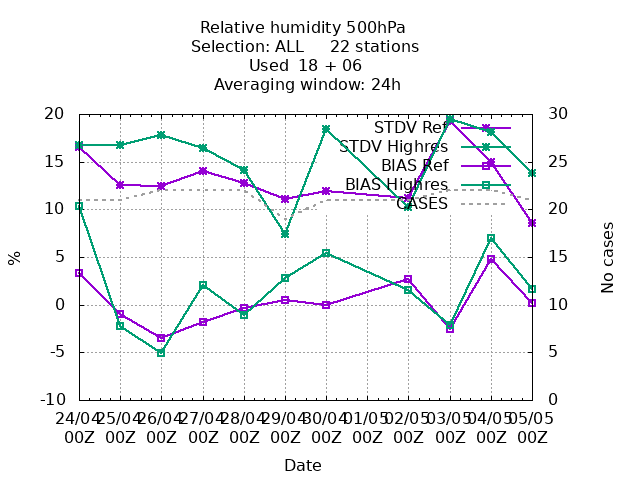 Relative humidity 500hPa
Selection: ALL 22 stations
Used 18 + 06
Averaging window: 24h
20 30
STDV Ref
STDV Highres
15 25
BIAS Ref
BIAS Highres
CASES
10 20
5 15
0 10
-5 5
-10 0
%
No cases
24/04 25/04 26/04 27/04 28/04 29/04 30/04 01/05 02/05 03/05 04/05 05/05
00Z 00Z 00Z 00Z 00Z 00Z 00Z 00Z 00Z 00Z 00Z 00Z
Date